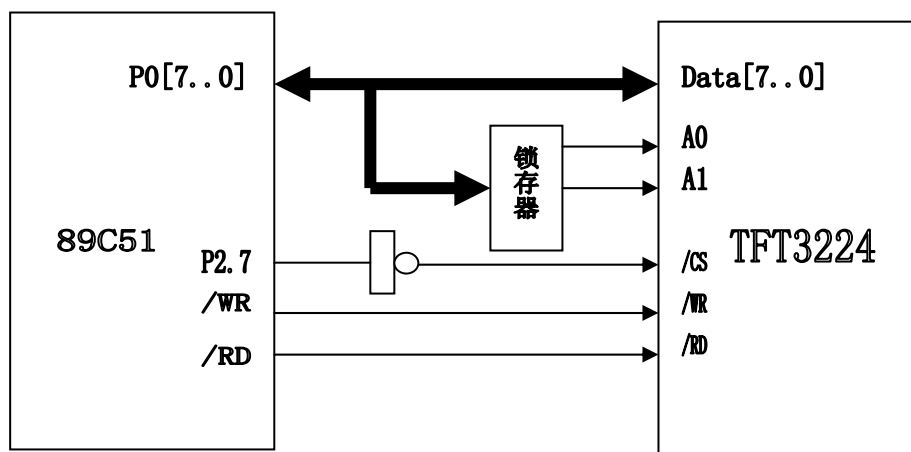 P0[7..0]
Data[7..0]
A0
锁存器
A1
89C51
TFT3224
P2.7
/CS
/WR
/WR
/RD
/RD